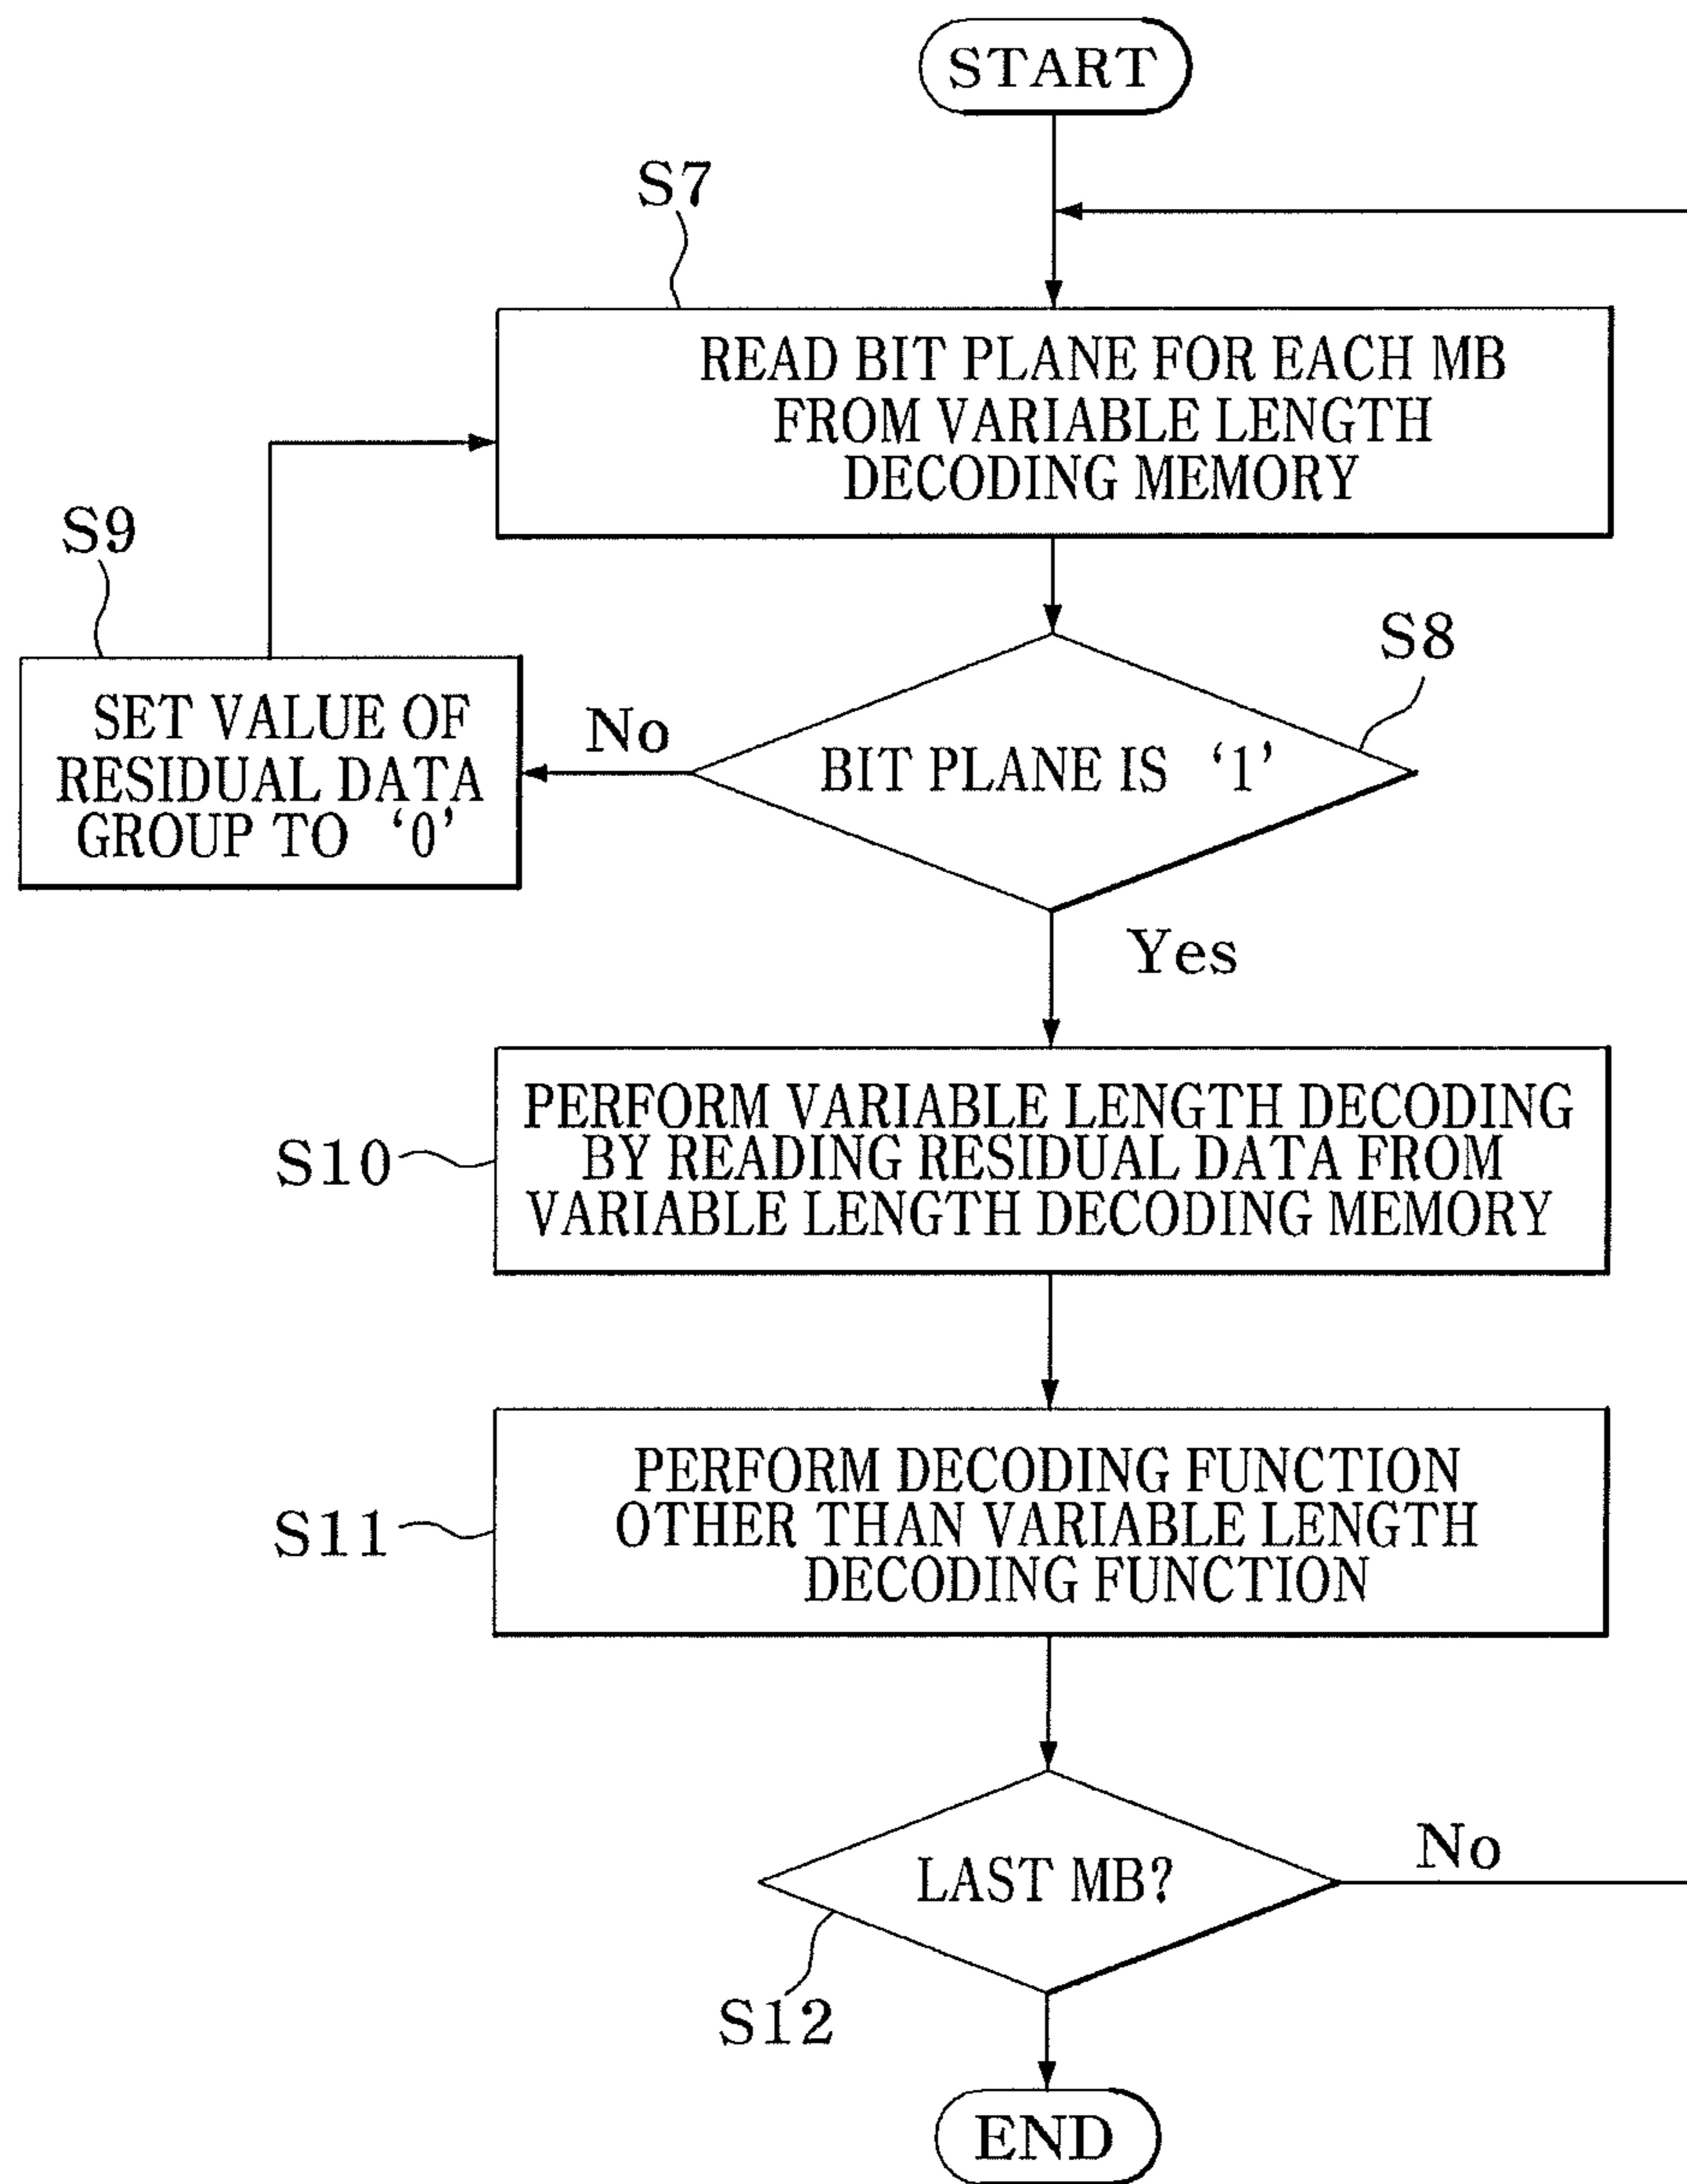 START
S7
READ BIT PLANE FOR EACH MB
FROM VARIABLE LENGTH
DECODING MEMORY
S9
SET VALUE OF
RESIDUAL DATA
GROUP TO ‘0’
No
S8
BIT PLANE IS ‘1’
Yes
S10
PERFORM VARIABLE LENGTH DECODING
BY READING RESIDUAL DATA FROM
VARIABLE LENGTH DECODING MEMORY
S11
PERFORM DECODING FUNCTION
OTHER THAN VARIABLE LENGTH
DECODING FUNCTION
LAST MB?
No
S12
END